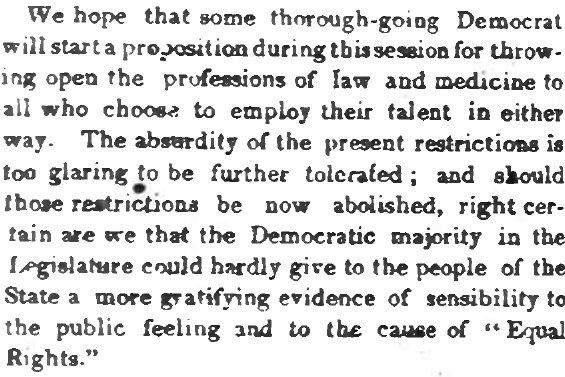 We hope that some thorough-going Democrat
will start a proposition during this session for throw-
ing open the professions of law and medicine to
all who choose to employ their talent in either
way. The absurdity of the present restrictions is
too glaring to be further tolerated; and should
those restrictions be now abolished, right cer-
tain are we that the Democratic majority in the
Legislature could hardly give to the people of the
State a more gratifying evidence of sensibility to
the public feeling and to the cause of "Equal
Rights."